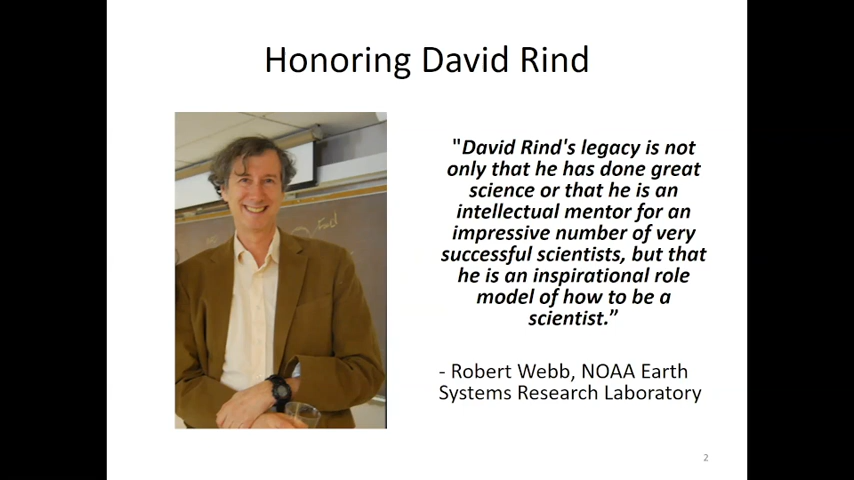 Honoring David Rind
"David Rind's legacy is not
only that he has done great
science or that he is an
intellectual mentor for an
impressive number of very
successful scientists, but that
he is an inspirational role
model of how to be a
scientist.”
- Robert Webb, NOAA Earth
Systems Research Laboratory
2